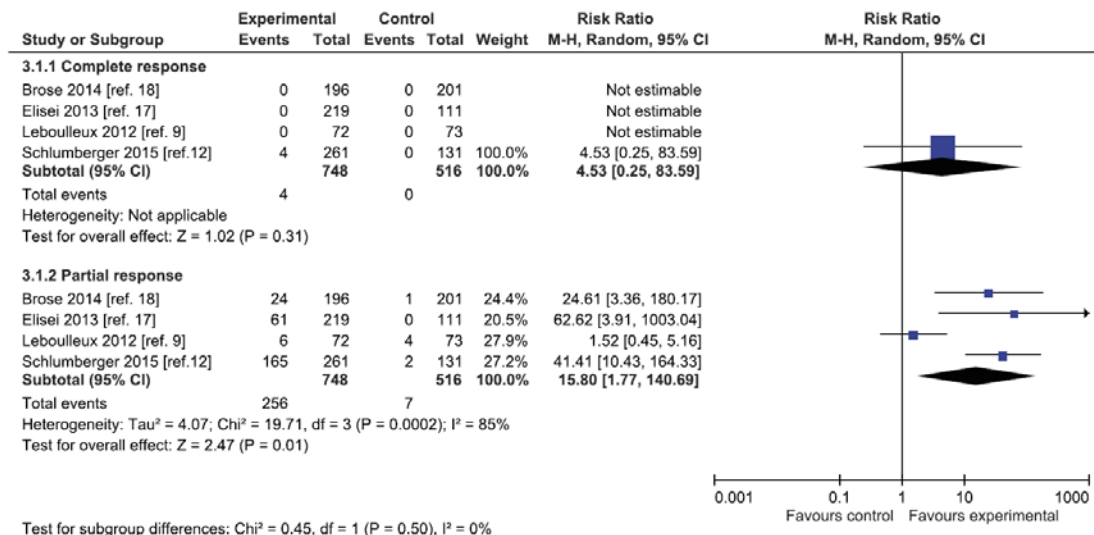 Experimental Control Risk Ratio Risk Ratio
Study or Subgroup Events Total Events Total Weight M-H, Random, 95% CI M-H, Random, 95% CI
3.1.1 Complete response
Brose 2014 [ref. 18] 0 196 0 201 Not estimable
Elisei 2013 [ref. 17] 0 219 0 111 Not estimable
Leboulleux 2012 [ref. 9] 0 72 0 73 Not estimable
Schlumberger 2015 [ref.12] 4 261 0 131 100.0% 4.53 [0.25, 83.59]
Subtotal (95% CI) 748 516 100.0% 4.53 [0.25, 83.59]
Total events 4 0
Heterogeneity: Not applicable
Test for overall effect: Z = 1.02 (P = 0.31)
3.1.2 Partial response
Brose 2014 [ref. 18] 24 196 1 201 24.4% 24.61 [3.36, 180.17]
Elisei 2013 [ref. 17] 61 219 0 111 20.5% 62.62 [3.91, 1003.04]
Leboulleux 2012 [ref. 9] 6 72 4 73 27.9% 1.52 [0.45, 5.16]
Schlumberger 2015 [ref.12] 165 261 2 131 27.2% 41.41 [10.43, 164.33]
Subtotal (95% CI) 748 516 100.0% 15.80 [1.77, 140.69]
Total events 256 7
Heterogeneity: Tau² = 4.07; Chi² = 19.71, df = 3 (P = 0.0002); I² = 85%
Test for overall effect: Z = 2.47 (P = 0.01)
0.001 0.1 1 10 1000
Favours control Favours experimental
Test for subgroup differences: Chi² = 0.45, df = 1 (P = 0.50), I² = 0%